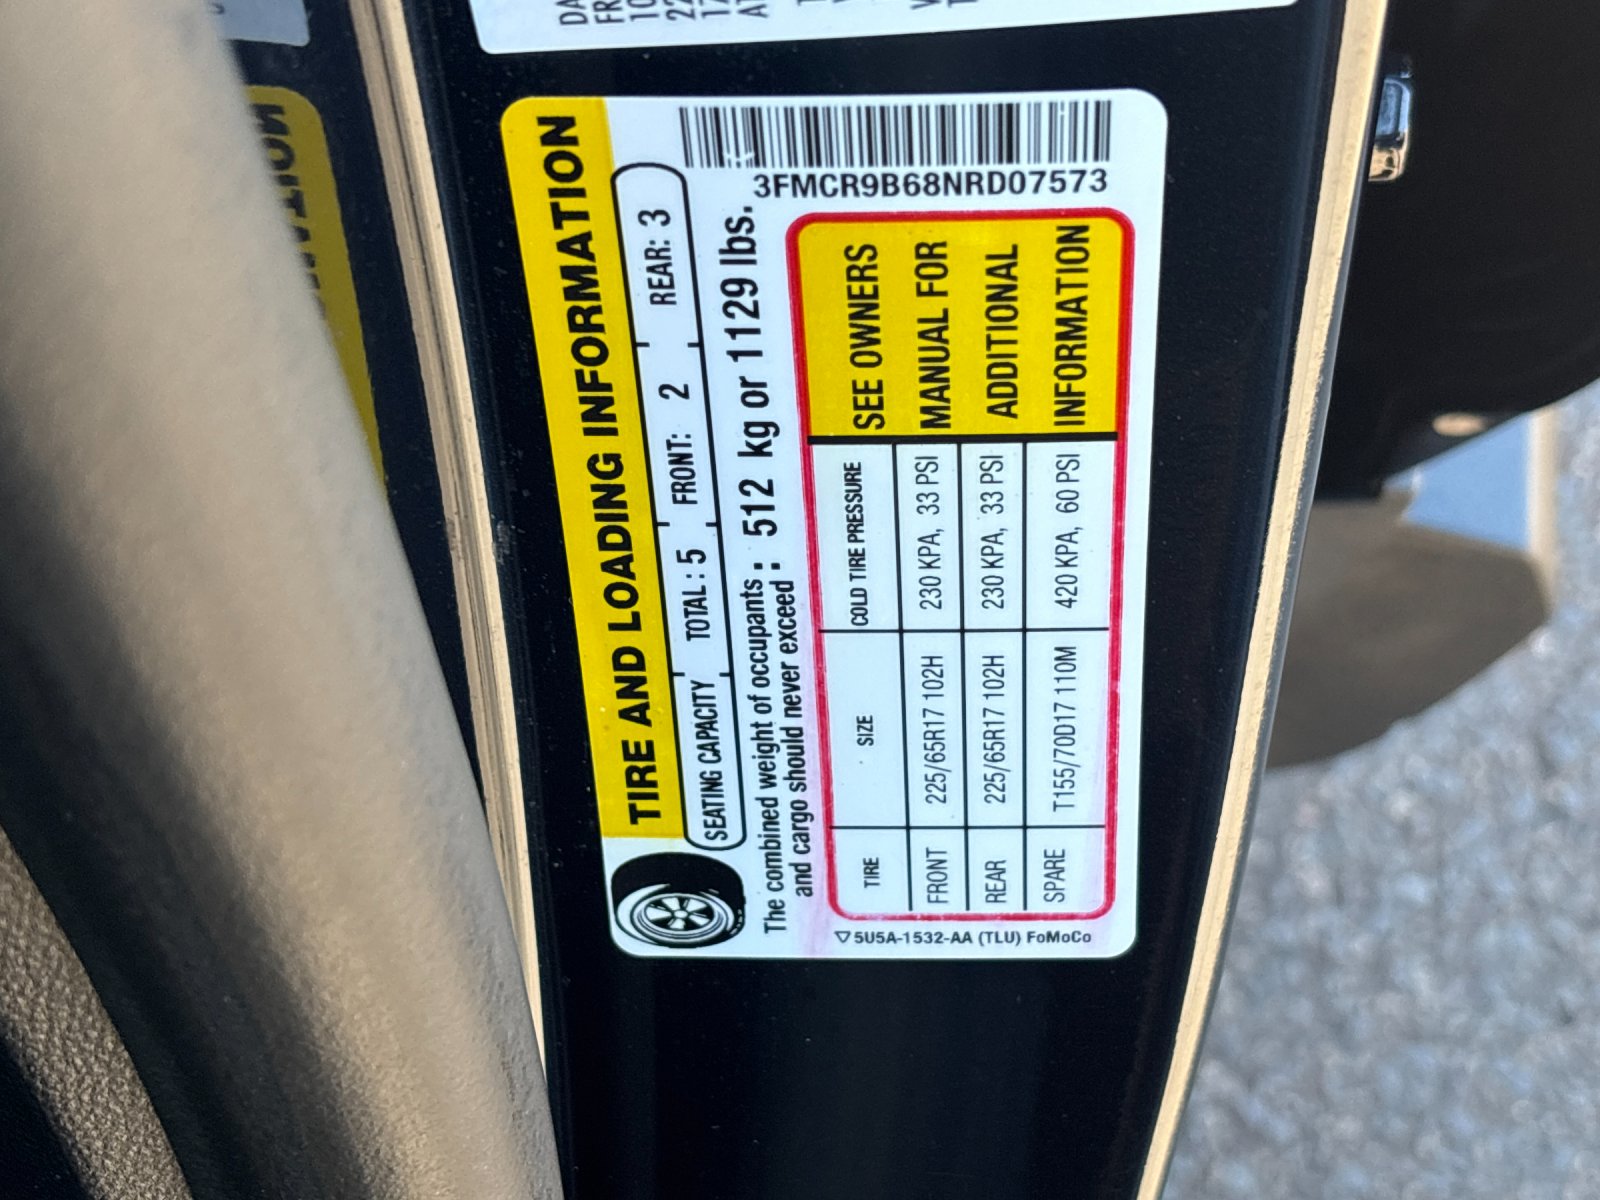 TIRE AND LOADING INFORMATION
SEATING CAPACITY TOTAL : 5 FRONT: 2 REAR: 3
The combined weight of occupants
and cargo should never exceed : 512 kg or 1129 lbs.
3FMCR9B68NRD07573
TIRE SIZE COLD TIRE PRESSURE
FRONT 225/65R17 102H 230 KPA, 33 PSI
REAR 225/65R17 102H 230 KPA, 33 PSI
SPARE T155/70D17 110M 420 KPA, 60 PSI
SEE OWNERS
MANUAL FOR
ADDITIONAL
INFORMATION
5U5A-1532-AA (TLU) FoMoCo